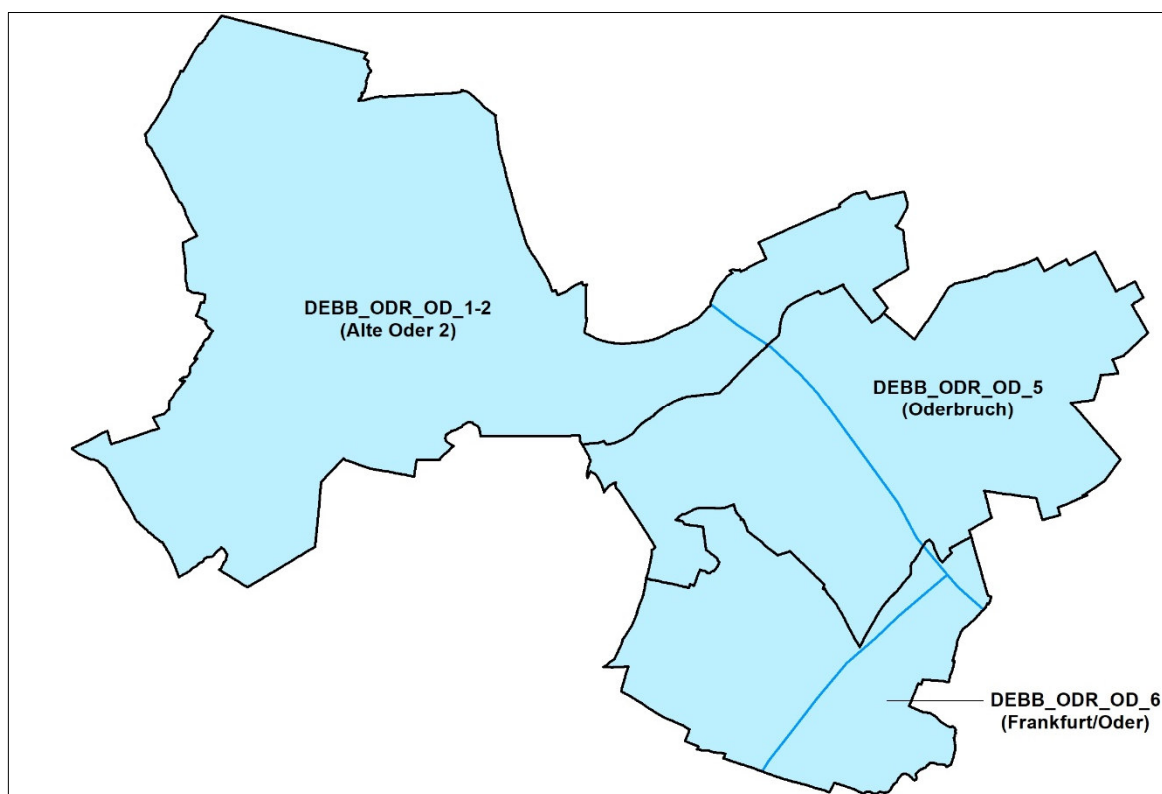 DEBB_ODR_OD_1-2
(Alte Oder 2)
DEBB_ODR_OD_5
(Oderbruch)
DEBB_ODR_OD_6
(Frankfurt/Oder)